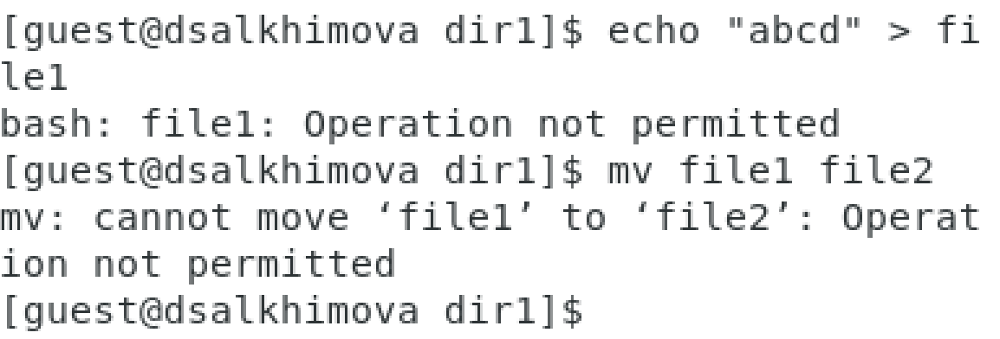 [guest@dsalkhimova dir1]$ echo "abcd" > fi
le1
bash: file1: Operation not permitted
[guest@dsalkhimova dir1]$ mv file1 file2
mv: cannot move ‘file1’ to ‘file2’: Operat
ion not permitted
[guest@dsalkhimova dir1]$